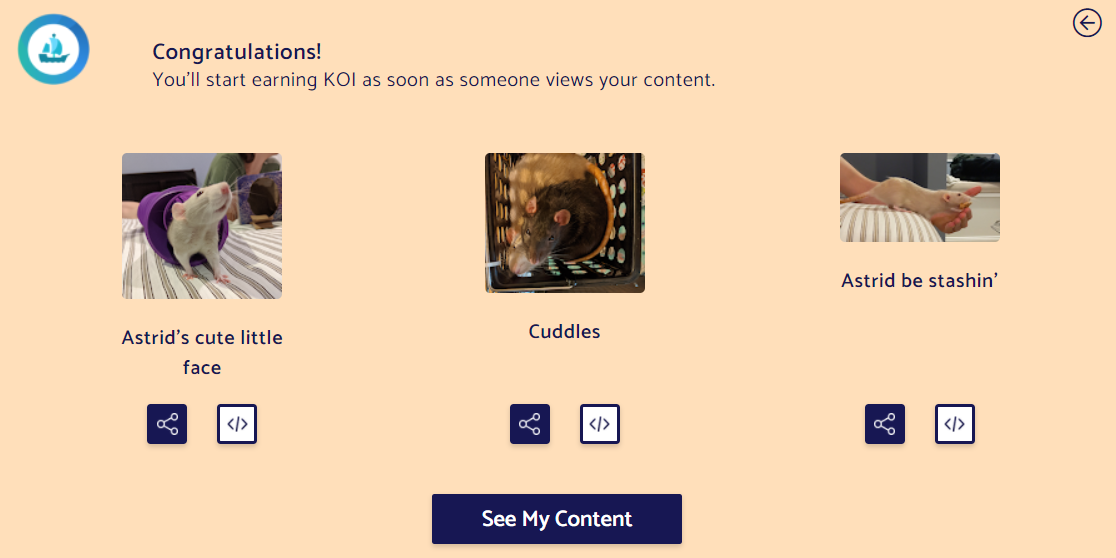 Congratulations!
You'll start earning KOI as soon as someone views your content.
Astrid's cute little
face
Cuddles
Astrid be stashin'
See My Content